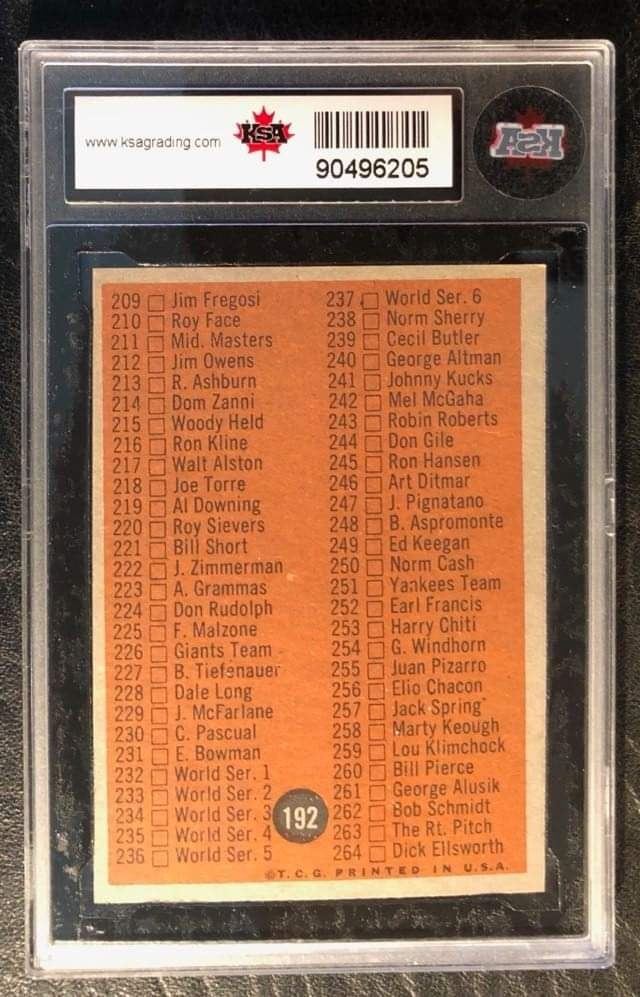 www.ksagrading.com
KSA
90496205
KSA
209 Jim Fregosi
210 Roy Face
211 Mid. Masters
212 Jim Owens
213 R. Ashburn
214 Dom Zanni
215 Woody Held
216 Ron Kline
217 Walt Alston
218 Joe Torre
219 Al Downing
220 Roy Sievers
221 Bill Short
222 J. Zimmerman
223 A. Grammas
224 Don Rudolph
225 F. Malzone
226 Giants Team
227 B. Tiefenauer
228 Dale Long
229 J. McFarlane
230 C. Pascual
231 E. Bowman
232 World Ser. 1
233 World Ser. 2
234 World Ser. 3
235 World Ser. 4
236 World Ser. 5
192
237 World Ser. 6
238 Norm Sherry
239 Cecil Butler
240 George Altman
241 Johnny Kucks
242 Mel McGaha
243 Robin Roberts
244 Don Gile
245 Ron Hansen
246 Art Ditmar
247 J. Pignatano
248 B. Aspromonte
249 Ed Keegan
250 Norm Cash
251 Yankees Team
252 Earl Francis
253 Harry Chiti
254 G. Windhorn
255 Juan Pizarro
256 Elio Chacon
257 Jack Spring
258 Marty Keough
259 Lou Klimchock
260 Bill Pierce
261 George Alusik
262 Bob Schmidt
263 The Rt. Pitch
264 Dick Ellsworth
©T.C.G. PRINTED IN U.S.A.